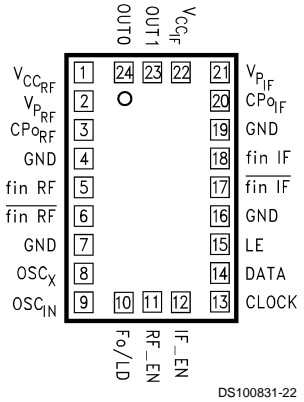 OUT0 OUT1 VCCIF
VCCRF 1 24 23 22 21 VPIF
VPRF 2 20 CPoIF
CPoRF 3 19 GND
GND 4 18 fin IF
fin RF 5 17 fin IF
fin RF 6 16 GND
GND 7 15 LE
OSCX 8 14 DATA
OSCIN 9 10 11 12 13 CLOCK
Fo/LD RF_EN IF_EN
DS100831-22